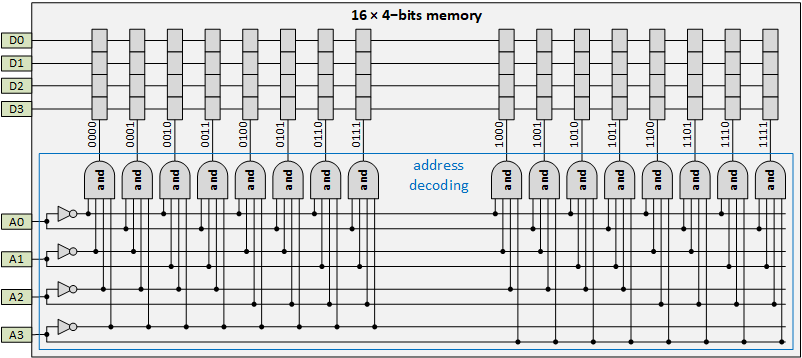 16 × 4−bits memory
D0
D1
D2
D3
0000 0001 0010 0011 0100 0101 0110 0111 1000 1001 1010 1011 1100 1101 1110 1111
address
decoding
and and and and and and and and and and and and and and and and
A0
A1
A2
A3